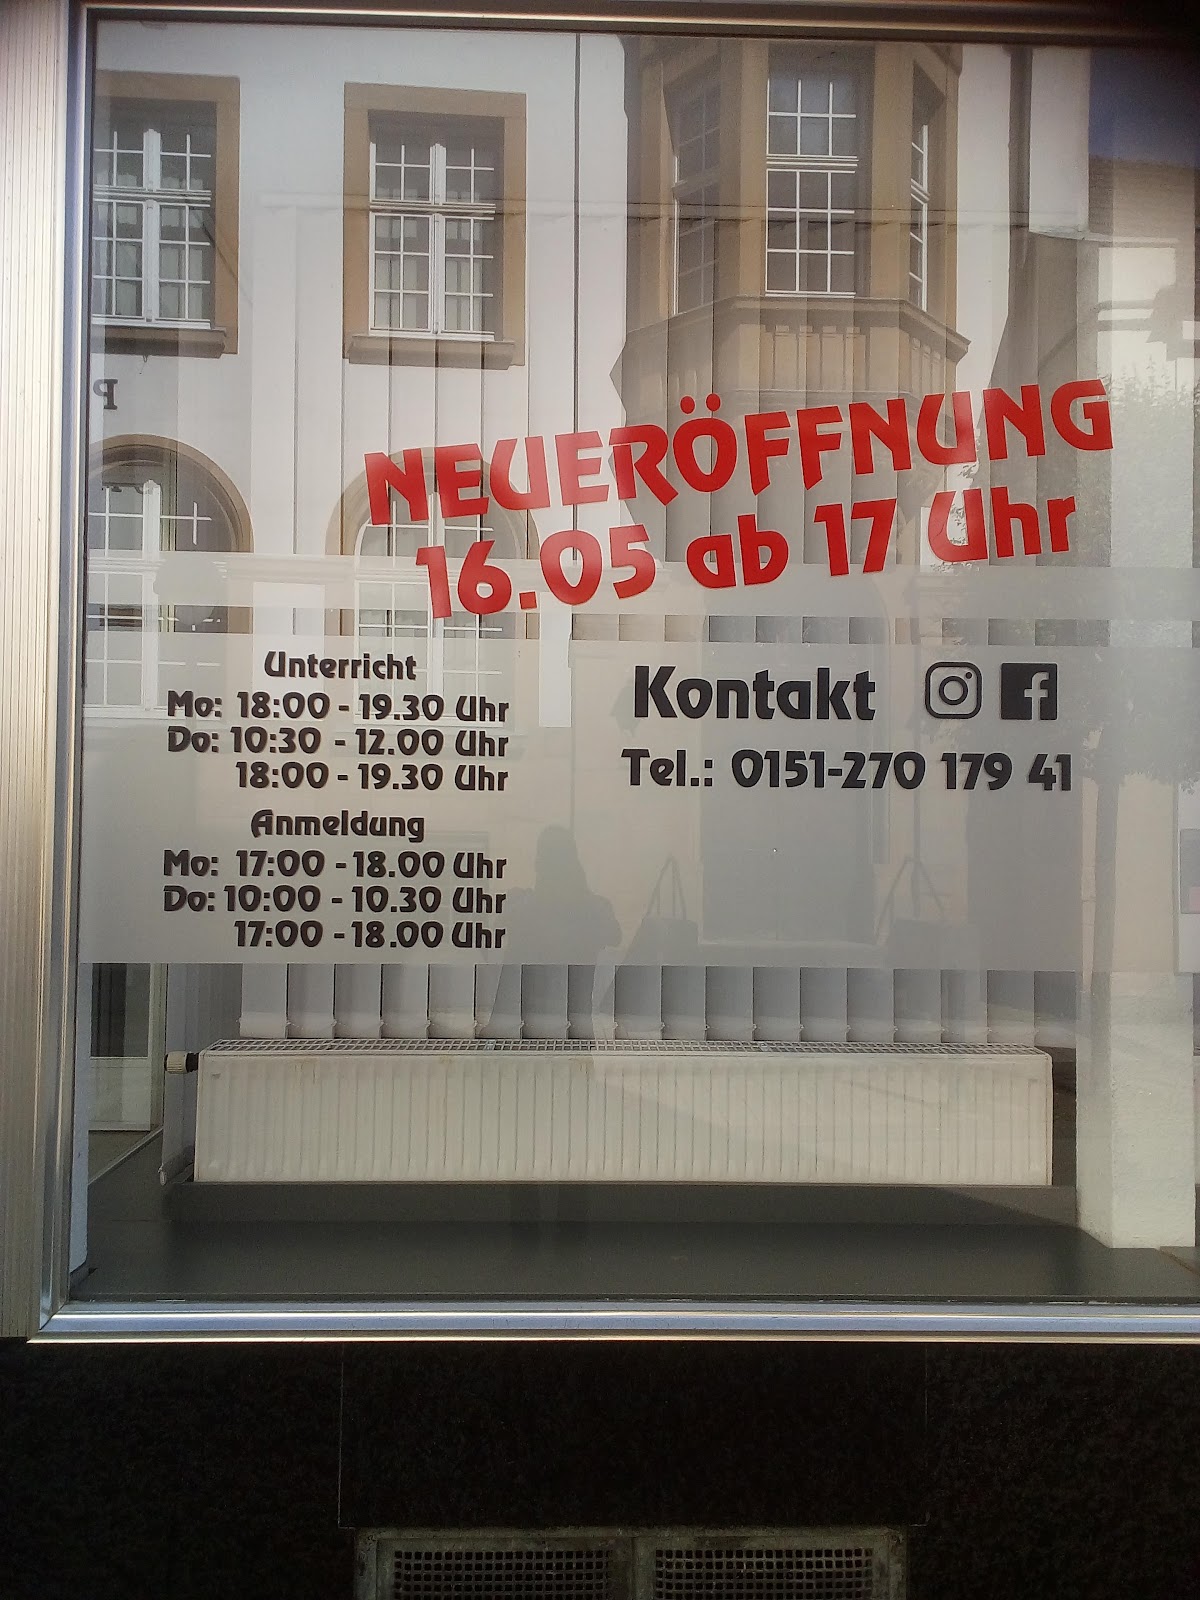 NEUERÖFFNUNG
16.05 ab 17 Uhr
Unterricht
Mo: 18:00 - 19.30 Uhr
Do: 10:30 - 12.00 Uhr
18:00 - 19.30 Uhr
Anmeldung
Mo: 17:00 - 18.00 Uhr
Do: 10:00 - 10.30 Uhr
17:00 - 18.00 Uhr
Kontakt
Tel.: 0151-270 179 41